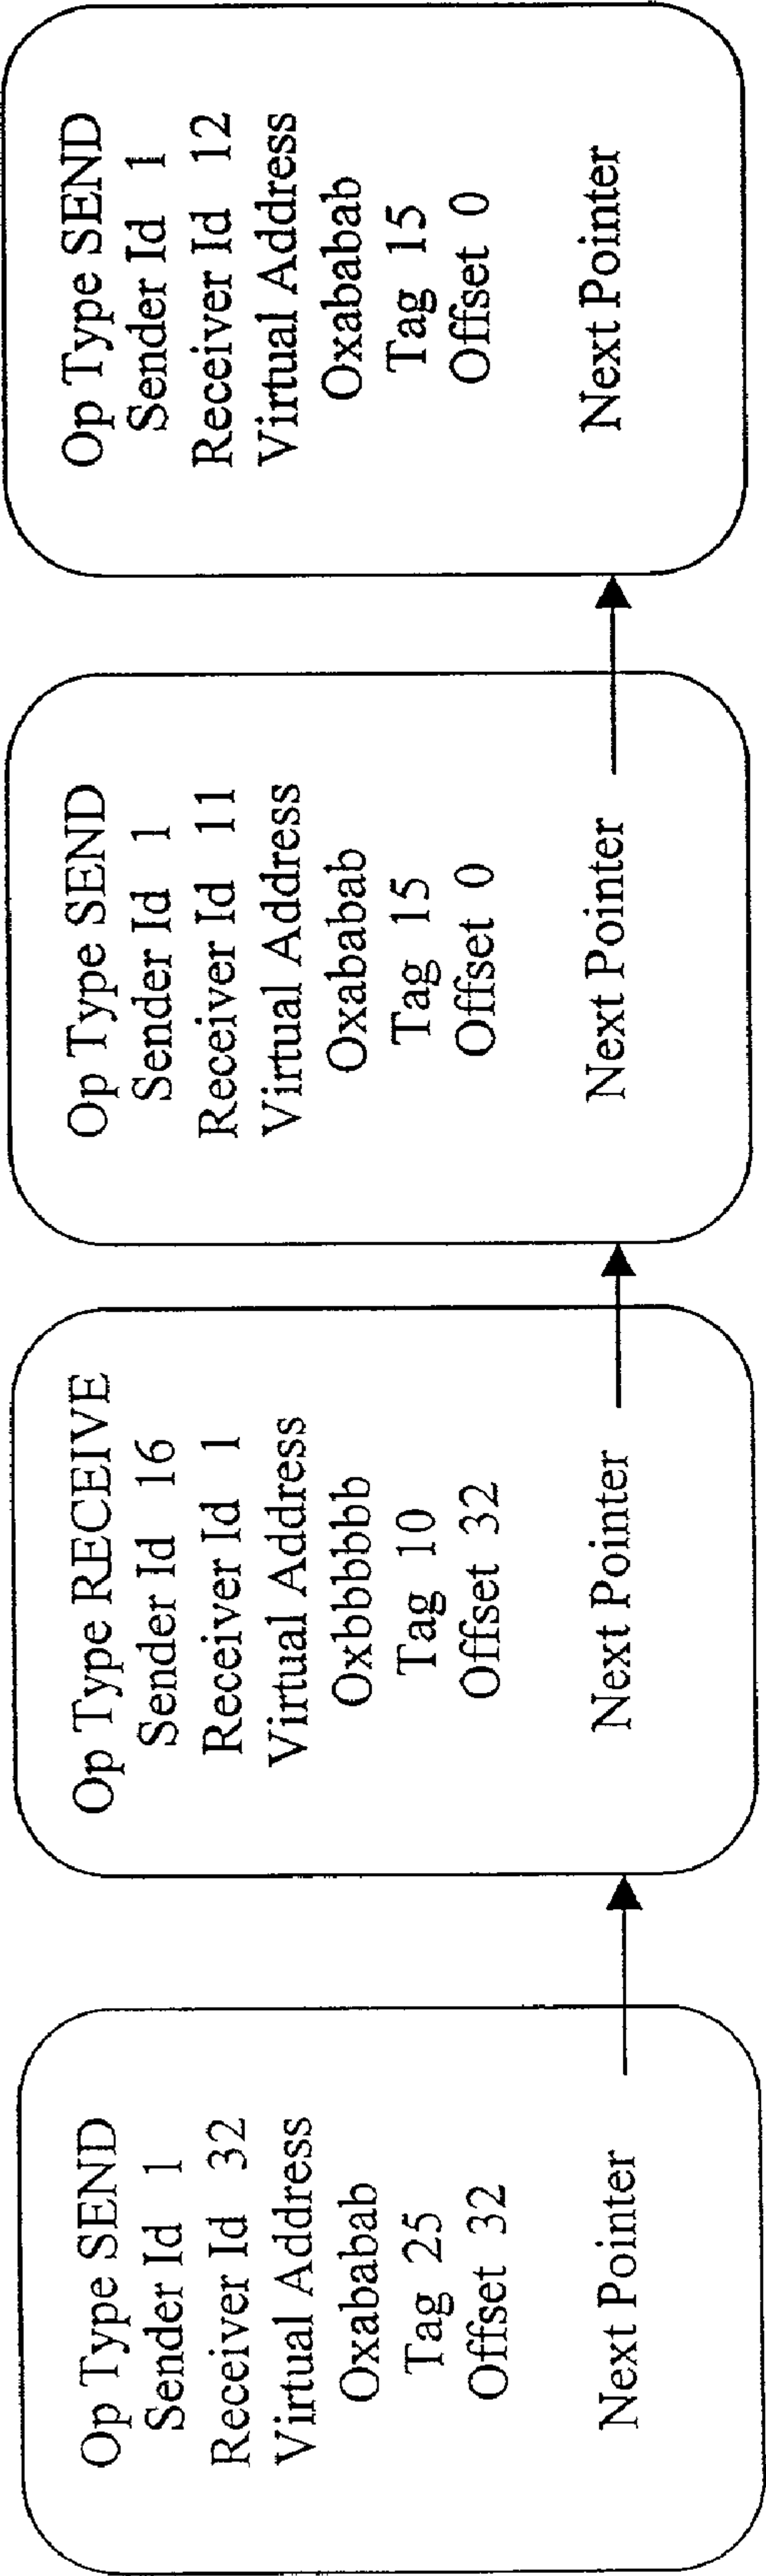 Op Type SEND
Sender Id 1
Receiver Id 32
Virtual Address
Oxababab
Tag 25
Offset 32
Next Pointer
Op Type RECEIVE
Sender Id 16
Receiver Id 1
Virtual Address
Oxbbbbbb
Tag 10
Offset 32
Next Pointer
Op Type SEND
Sender Id 1
Receiver Id 11
Virtual Address
Oxababab
Tag 15
Offset 0
Next Pointer
Op Type SEND
Sender Id 1
Receiver Id 12
Virtual Address
Oxababab
Tag 15
Offset 0
Next Pointer